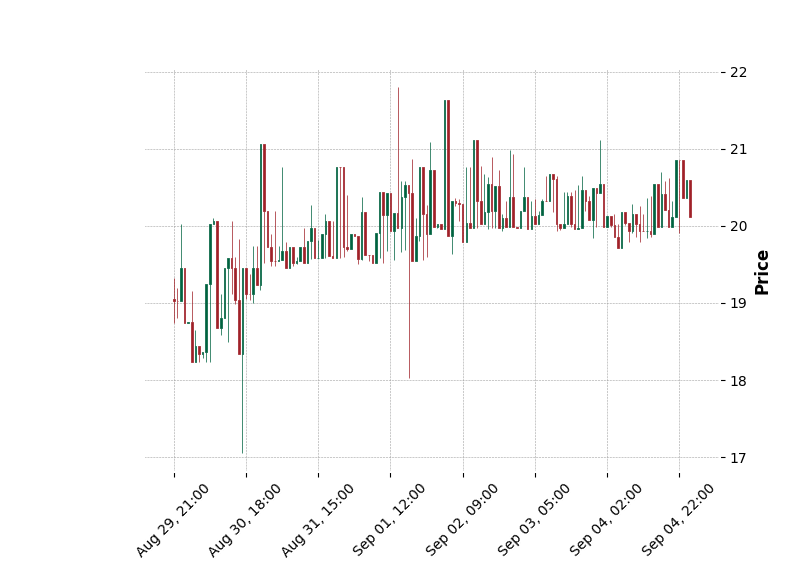 22
21
20
19
18
17
Price
Aug 29, 21:00
Aug 30, 18:00
Aug 31, 15:00
Sep 01, 12:00
Sep 02, 09:00
Sep 03, 05:00
Sep 04, 02:00
Sep 04, 22:00